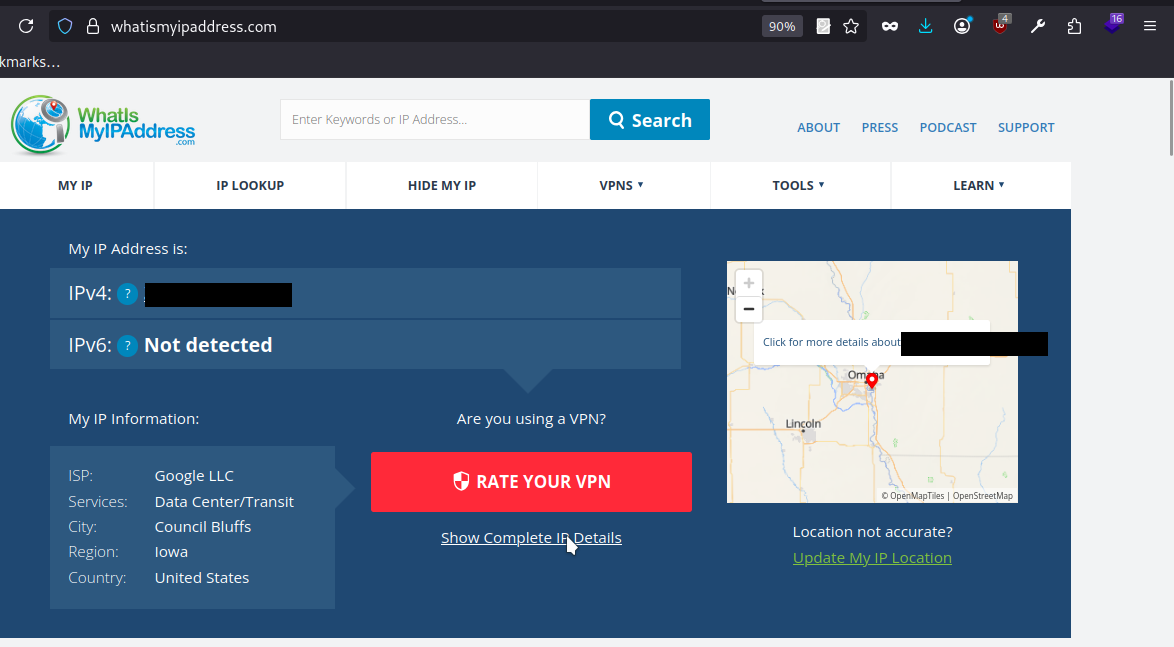 whatismyipaddress.com
90%
4
16
kmarks...
WhatIs
MyIPAddress
.com
Enter Keywords or IP Address...
Search
ABOUT PRESS PODCAST SUPPORT
MY IP IP LOOKUP HIDE MY IP VPNS ▾ TOOLS ▾ LEARN ▾
My IP Address is:
IPv4: ?
IPv6: ? Not detected
+
−
Click for more details about
Omaha
Lincoln
© OpenMapTiles | OpenStreetMap
My IP Information:
Are you using a VPN?
ISP: Google LLC
Services: Data Center/Transit
City: Council Bluffs
Region: Iowa
Country: United States
RATE YOUR VPN
Show Complete IP Details
Location not accurate?
Update My IP Location